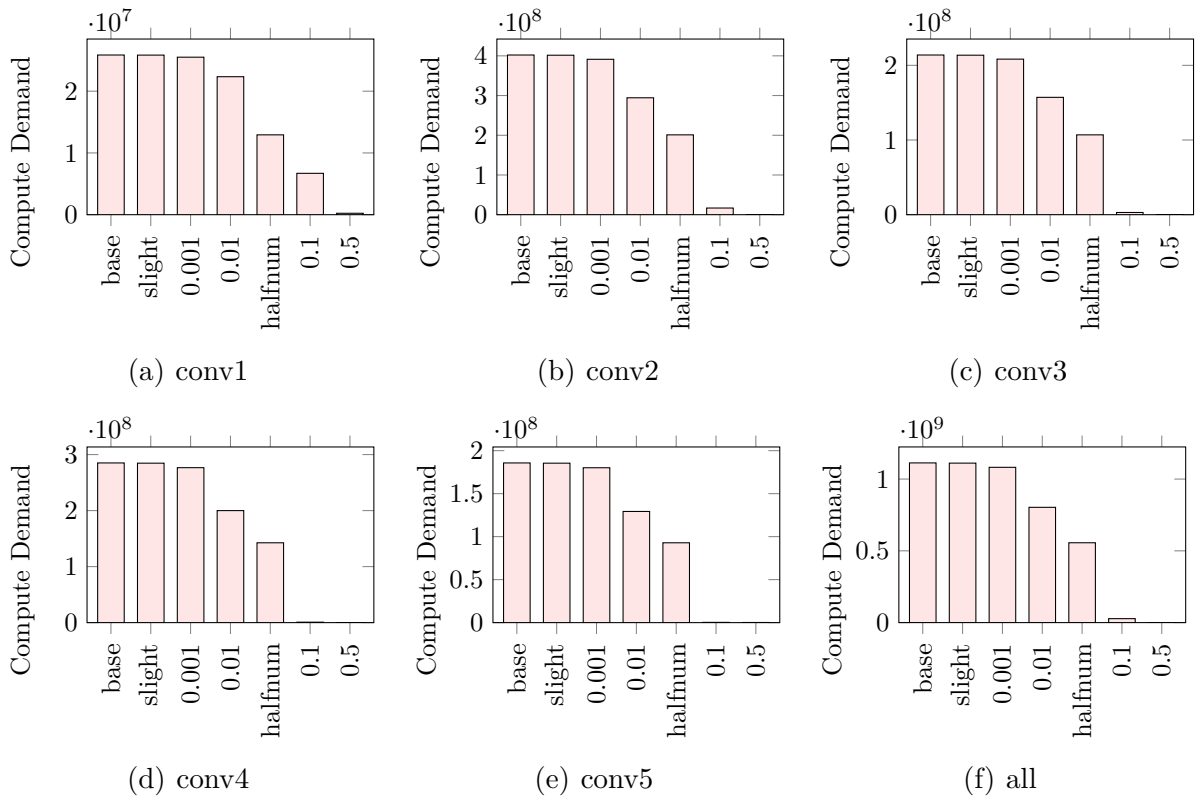 ·10^7
Compute Demand
2
1
0
base
slight
0.001
0.01
halfnum
0.1
0.5
(a) conv1
·10^8
Compute Demand
4
3
2
1
0
base
slight
0.001
0.01
halfnum
0.1
0.5
(b) conv2
·10^8
Compute Demand
2
1
0
base
slight
0.001
0.01
halfnum
0.1
0.5
(c) conv3
·10^8
Compute Demand
3
2
1
0
base
slight
0.001
0.01
halfnum
0.1
0.5
(d) conv4
·10^8
Compute Demand
2
1.5
1
0.5
0
base
slight
0.001
0.01
halfnum
0.1
0.5
(e) conv5
·10^9
Compute Demand
1
0.5
0
base
slight
0.001
0.01
halfnum
0.1
0.5
(f) all